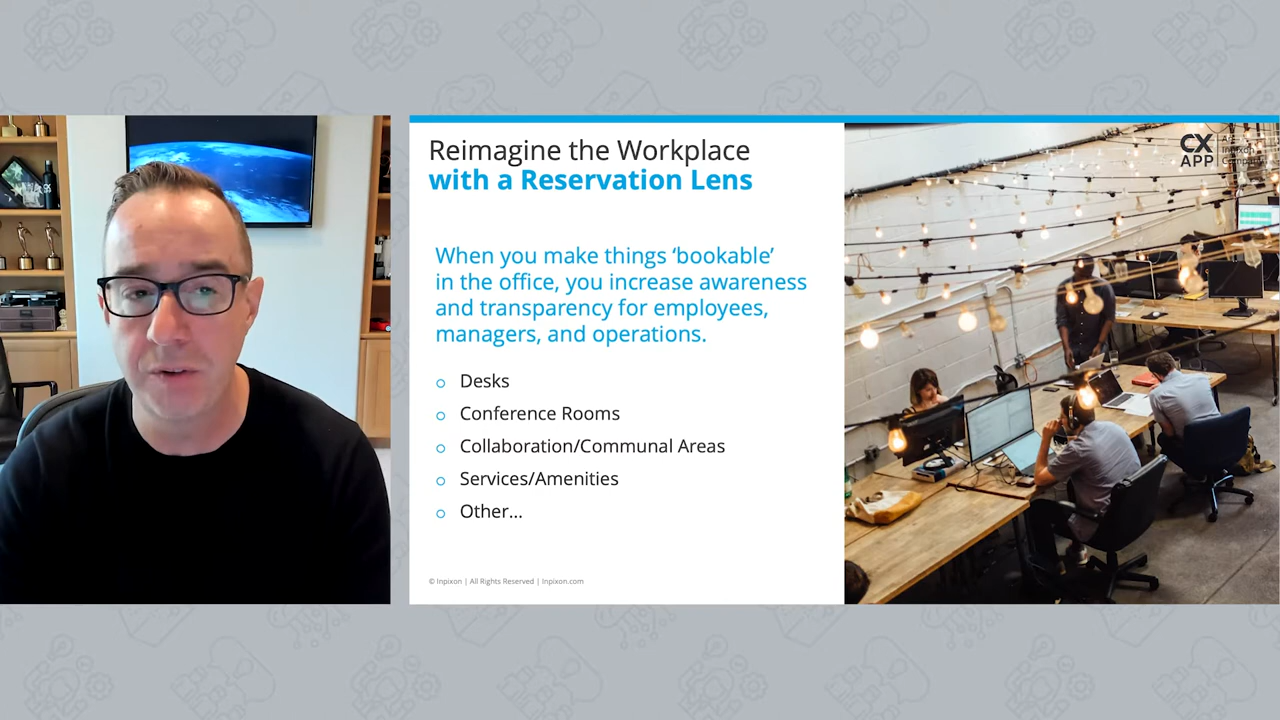 Reimagine the Workplace
with a Reservation Lens
When you make things ‘bookable’
in the office, you increase awareness
and transparency for employees,
managers, and operations.
Desks
Conference Rooms
Collaboration/Communal Areas
Services/Amenities
Other...
© Inpixon | All Rights Reserved | Inpixon.com
CX
APP
Inpixon